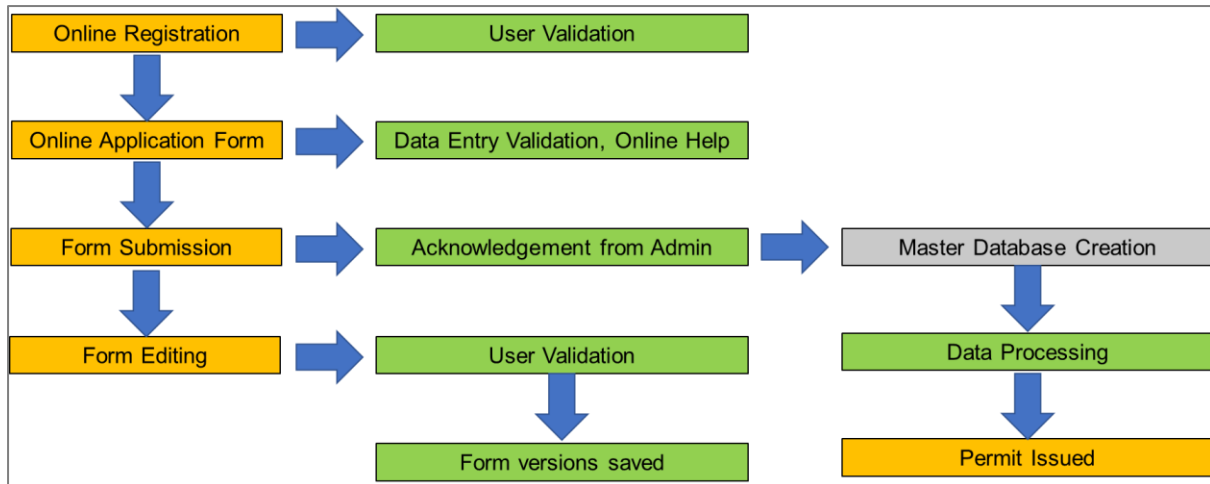 Online Registration
User Validation
Online Application Form
Data Entry Validation, Online Help
Form Submission
Acknowledgement from Admin
Master Database Creation
Form Editing
User Validation
Data Processing
Form versions saved
Permit Issued